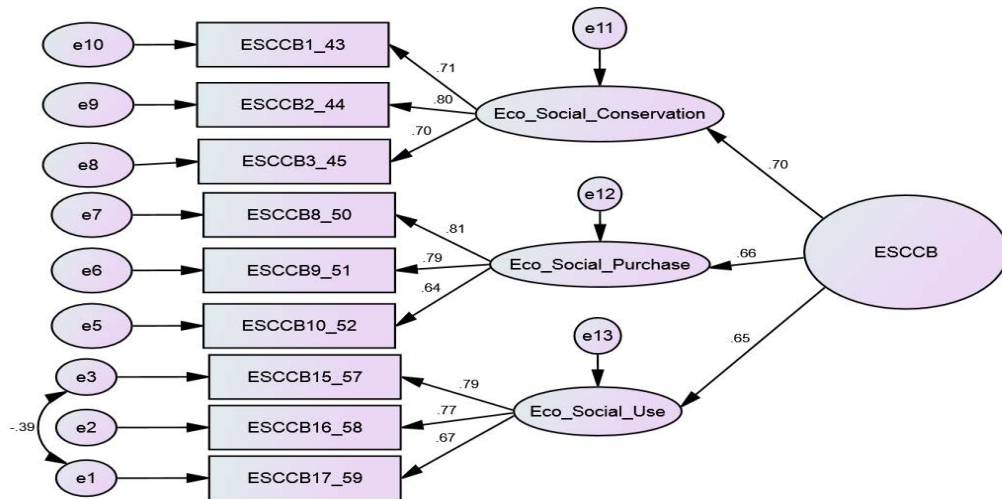 e11
e10
ESCCB1_43
.71
e9
ESCCB2_44
.80
Eco_Social_Conservation
.70
e8
ESCCB3_45
.70
e12
e7
ESCCB8_50
.81
e6
ESCCB9_51
.79
Eco_Social_Purchase
.66
ESCCB
.64
e5
ESCCB10_52
e13
.65
e3
ESCCB15_57
.79
-.39
e2
ESCCB16_58
.77
Eco_Social_Use
.67
e1
ESCCB17_59